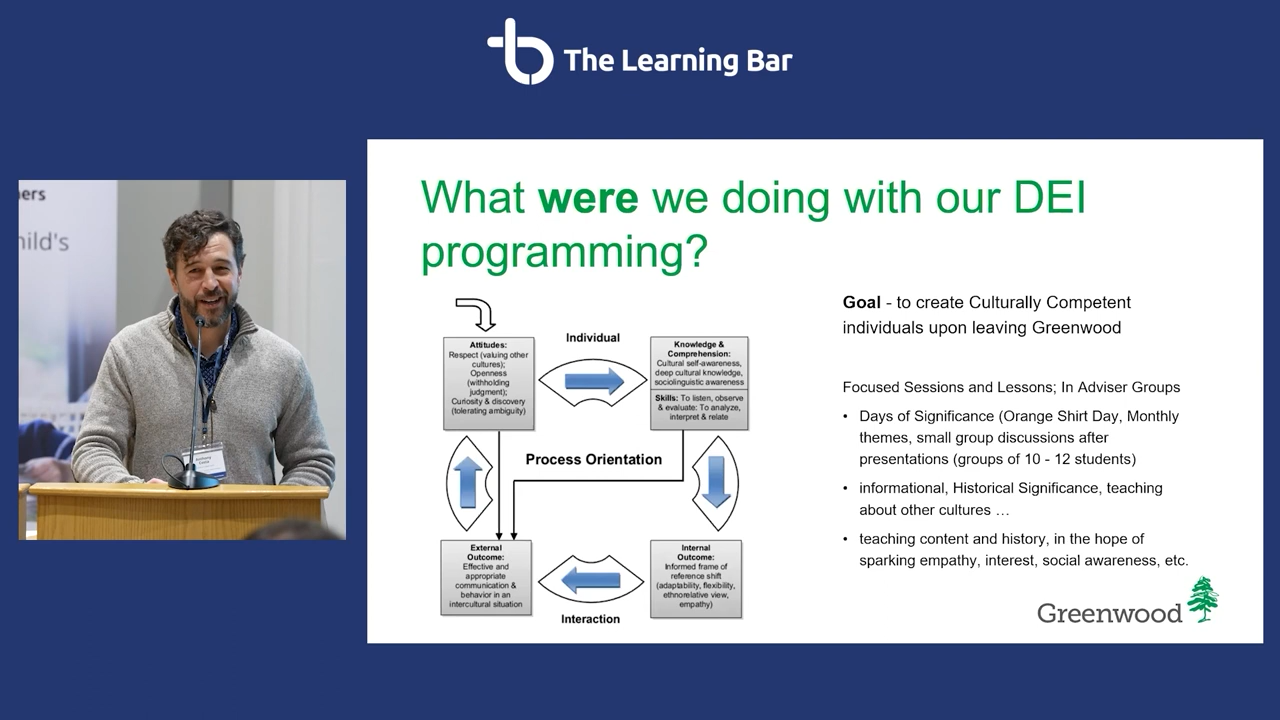 The Learning Bar
ners
hild's
Anthony
Costa
What were we doing with our DEI
programming?
Attitudes:
Respect (valuing other
cultures);
Openness
(withholding
judgment);
Curiosity & discovery
(tolerating ambiguity)
Individual
Knowledge &
Comprehension:
Cultural self-awareness,
deep cultural knowledge,
sociolinguistic awareness
Skills: To listen, observe
& evaluate: To analyze,
interpret & relate
Process Orientation
External
Outcome:
Effective and
appropriate
communication &
behavior in an
intercultural situation
Internal
Outcome:
Informed frame of
reference shift
(adaptability, flexibility,
ethnorelative view,
empathy)
Interaction
Goal - to create Culturally Competent
individuals upon leaving Greenwood
Focused Sessions and Lessons; In Adviser Groups
• Days of Significance (Orange Shirt Day, Monthly
themes, small group discussions after
presentations (groups of 10 - 12 students)
• informational, Historical Significance, teaching
about other cultures …
• teaching content and history, in the hope of
sparking empathy, interest, social awareness, etc.
Greenwood